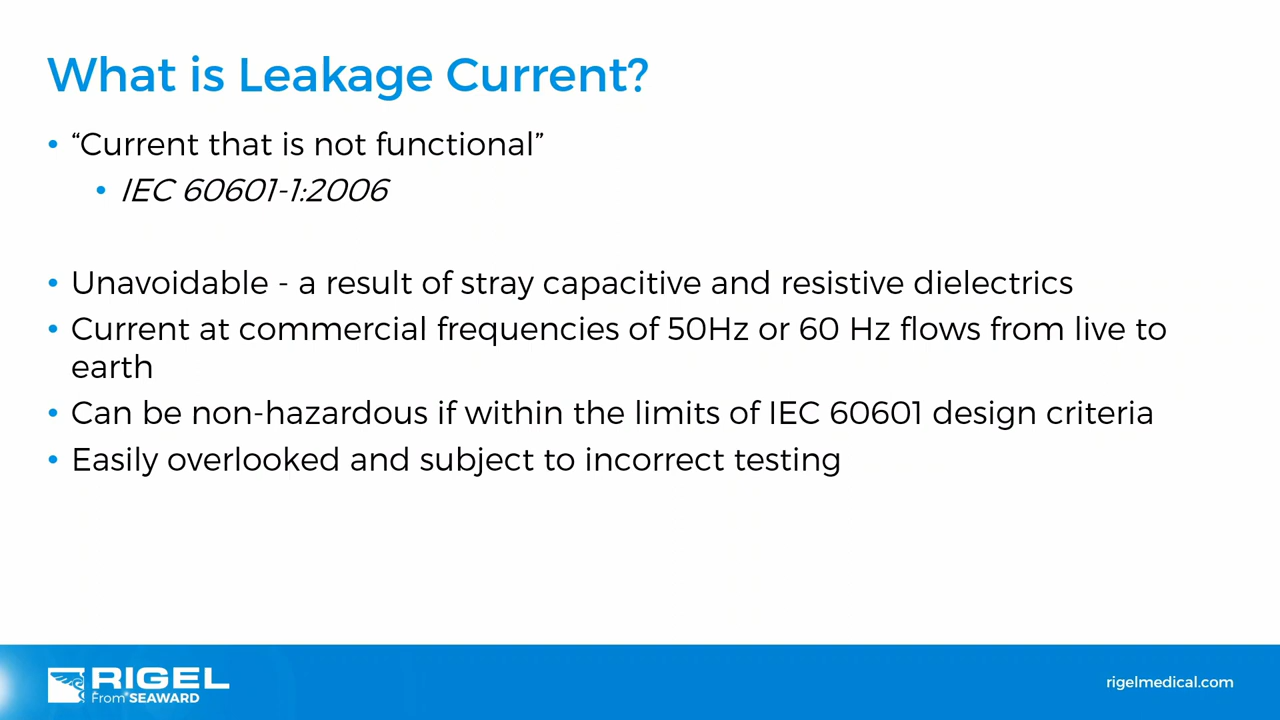 What is Leakage Current?
• “Current that is not functional”
• IEC 60601-1:2006
• Unavoidable - a result of stray capacitive and resistive dielectrics
• Current at commercial frequencies of 50Hz or 60 Hz flows from live to
earth
• Can be non-hazardous if within the limits of IEC 60601 design criteria
• Easily overlooked and subject to incorrect testing
RIGEL
From SEAWARD
rigelmedical.com